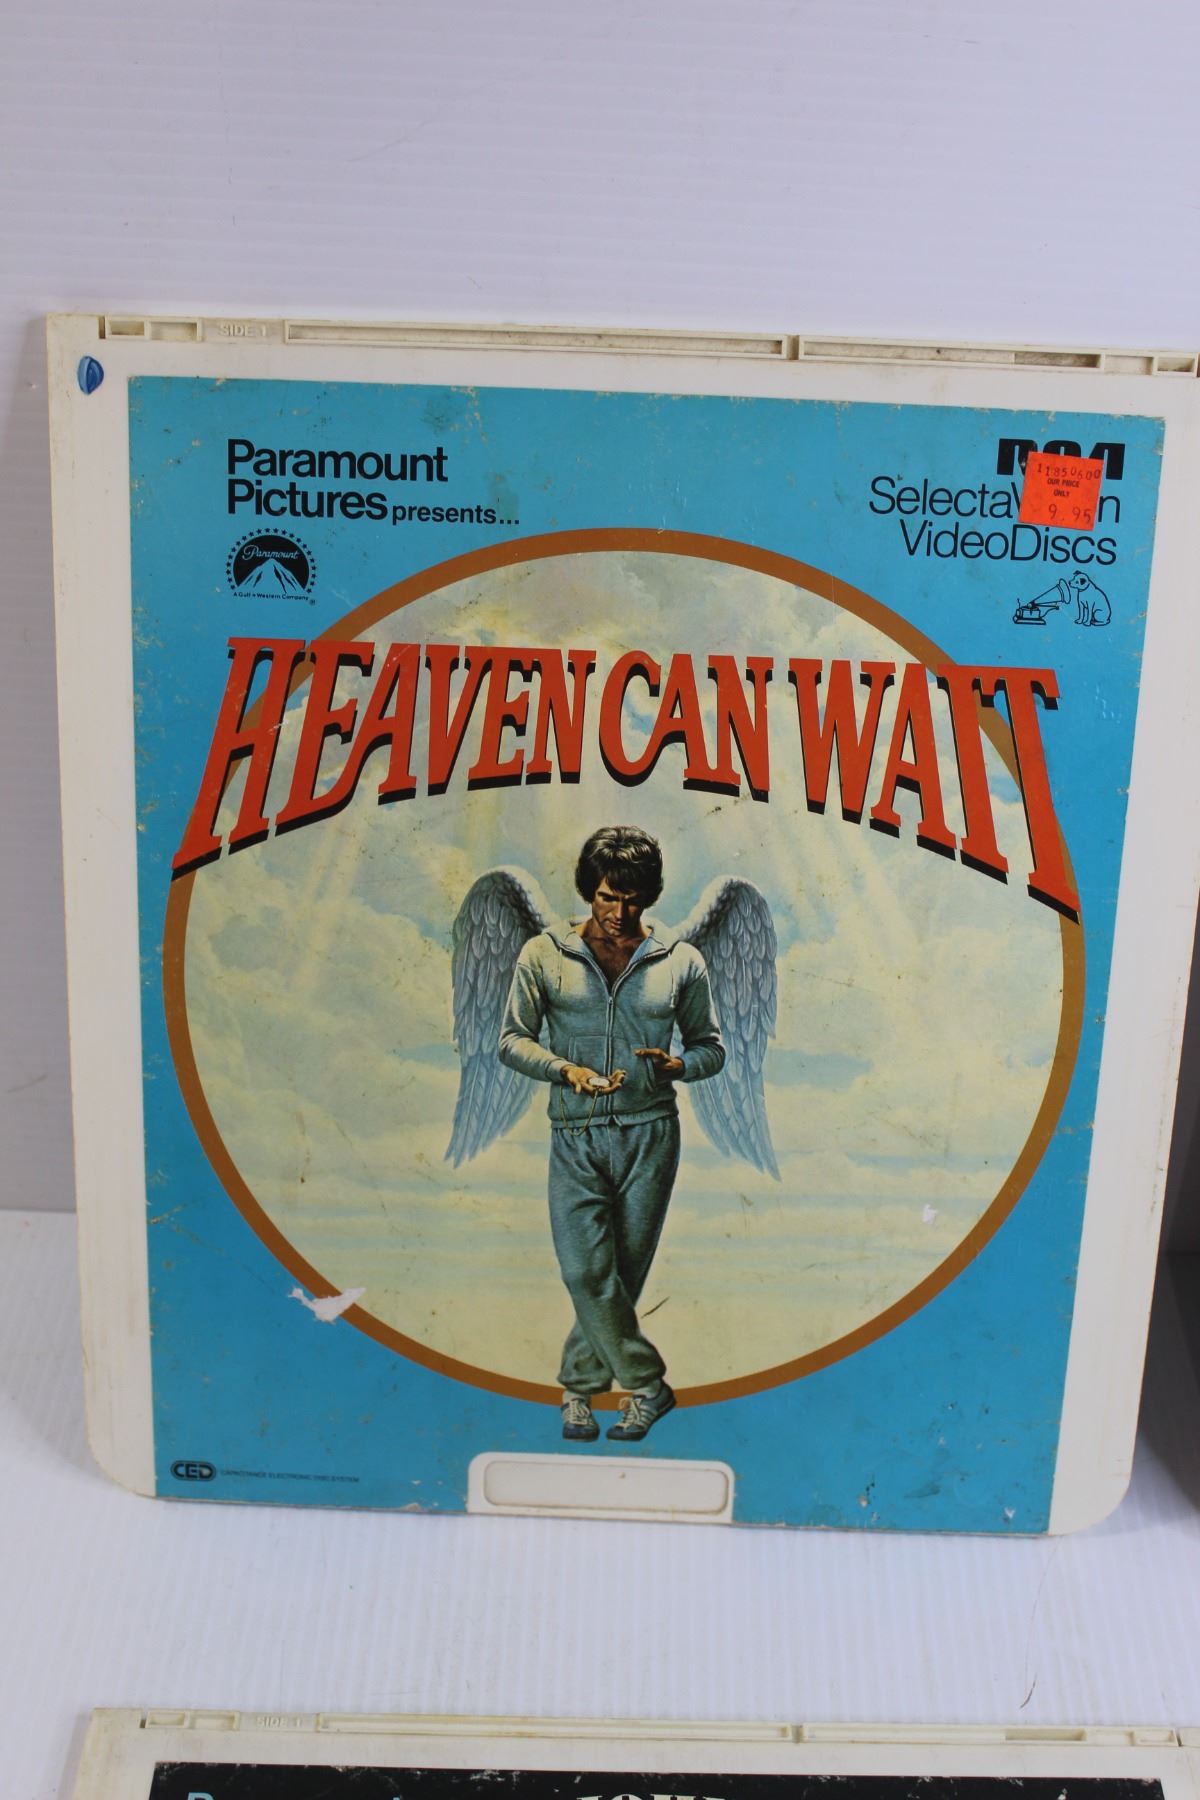 SIDE 1
Paramount
Pictures presents...
Paramount
A Gulf + Western Company
®
RCA
11850600
OUR PRICE
ONLY
9.95
VideoDiscs
HEAVEN CAN WAIT
CED CAPACITANCE ELECTRONIC DISC SYSTEM
SIDE 1